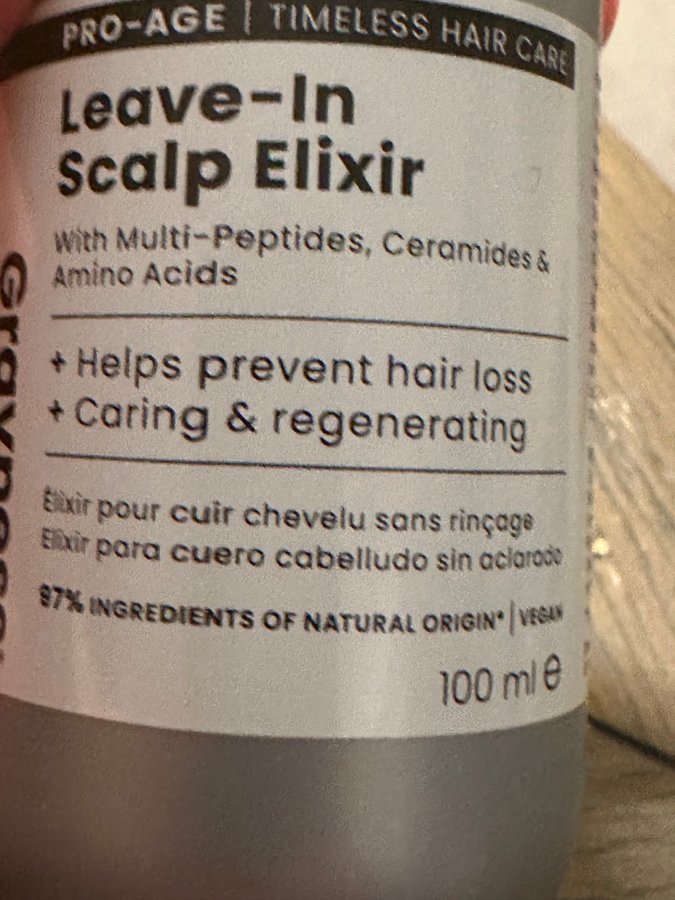 PRO-AGE | TIMELESS HAIR CARE
Leave-In
Scalp Elixir
With Multi-Peptides, Ceramides &
Amino Acids
+ Helps prevent hair loss
+ Caring & regenerating
Élixir pour cuir chevelu sans rinçage
Elixir para cuero cabelludo sin aclarado
97% INGREDIENTS OF NATURAL ORIGIN* | VEGAN
100 ml e